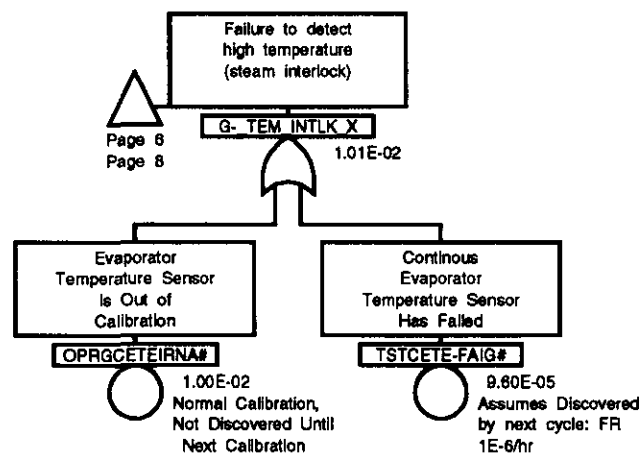 Failure to detect
high temperature
(steam interlock)
G-_TEM_INTLK_X
Page 6
Page 8
1.01E-02
Evaporator
Temperature Sensor
is Out of
Calibration
OPRGCETEIRNA#
1.00E-02
Normal Calibration,
Not Discovered Until
Next Calibration
Continous
Evaporator
Temperature Sensor
Has Failed
TSTCETE-FAIG#
9.60E-05
Assumes Discovered
by next cycle: FR
1E-6/hr